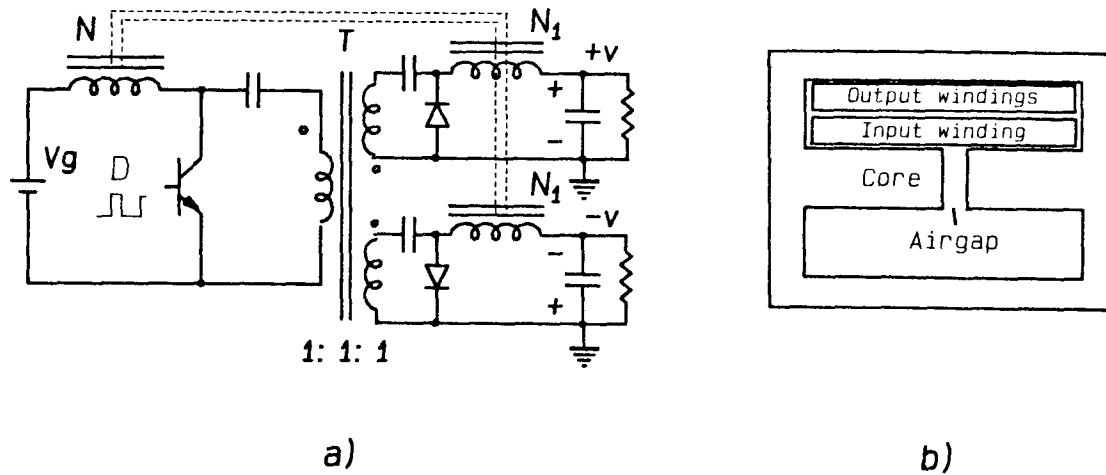 N
T
N₁
+v
+
-
Vg
D
1: 1: 1
N₁
-v
-
+
a)
Output windings
Input winding
Core
Airgap
b)